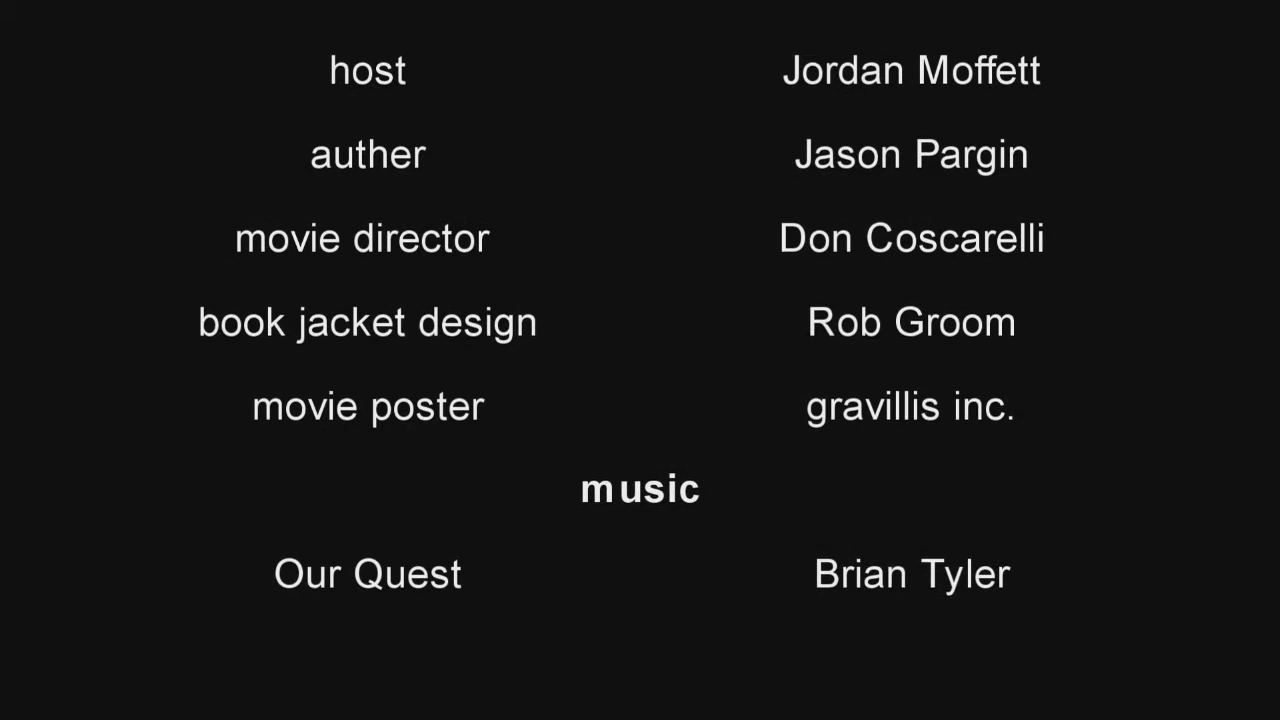 host Jordan Moffett
auther Jason Pargin
movie director Don Coscarelli
book jacket design Rob Groom
movie poster gravillis inc.
music
Our Quest Brian Tyler